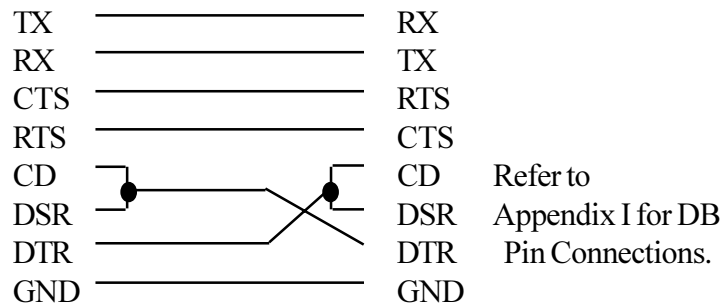 TX RX
RX TX
CTS RTS
RTS CTS
CD CD Refer to
DSR DSR Appendix I for DB
DTR DTR Pin Connections.
GND GND